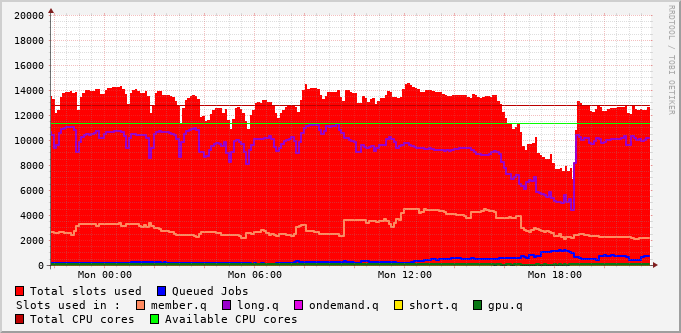 20000
18000
16000
14000
12000
10000
8000
6000
4000
2000
0
Mon 00:00 Mon 06:00 Mon 12:00 Mon 18:00
RRDTOOL / TOBI OETIKER
Total slots used Queued Jobs
Slots used in : member.q long.q ondemand.q short.q gpu.q
Total CPU cores Available CPU cores